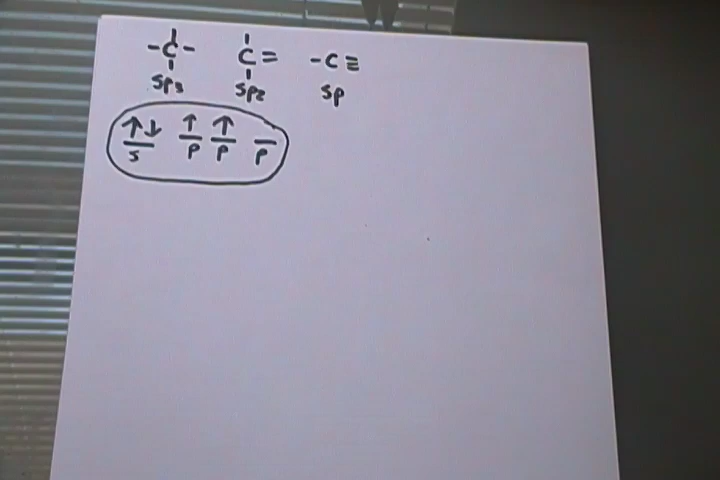 -C- C= -C≡
sp3 sp2 sp
↑↓ ↑ ↑
s p p p